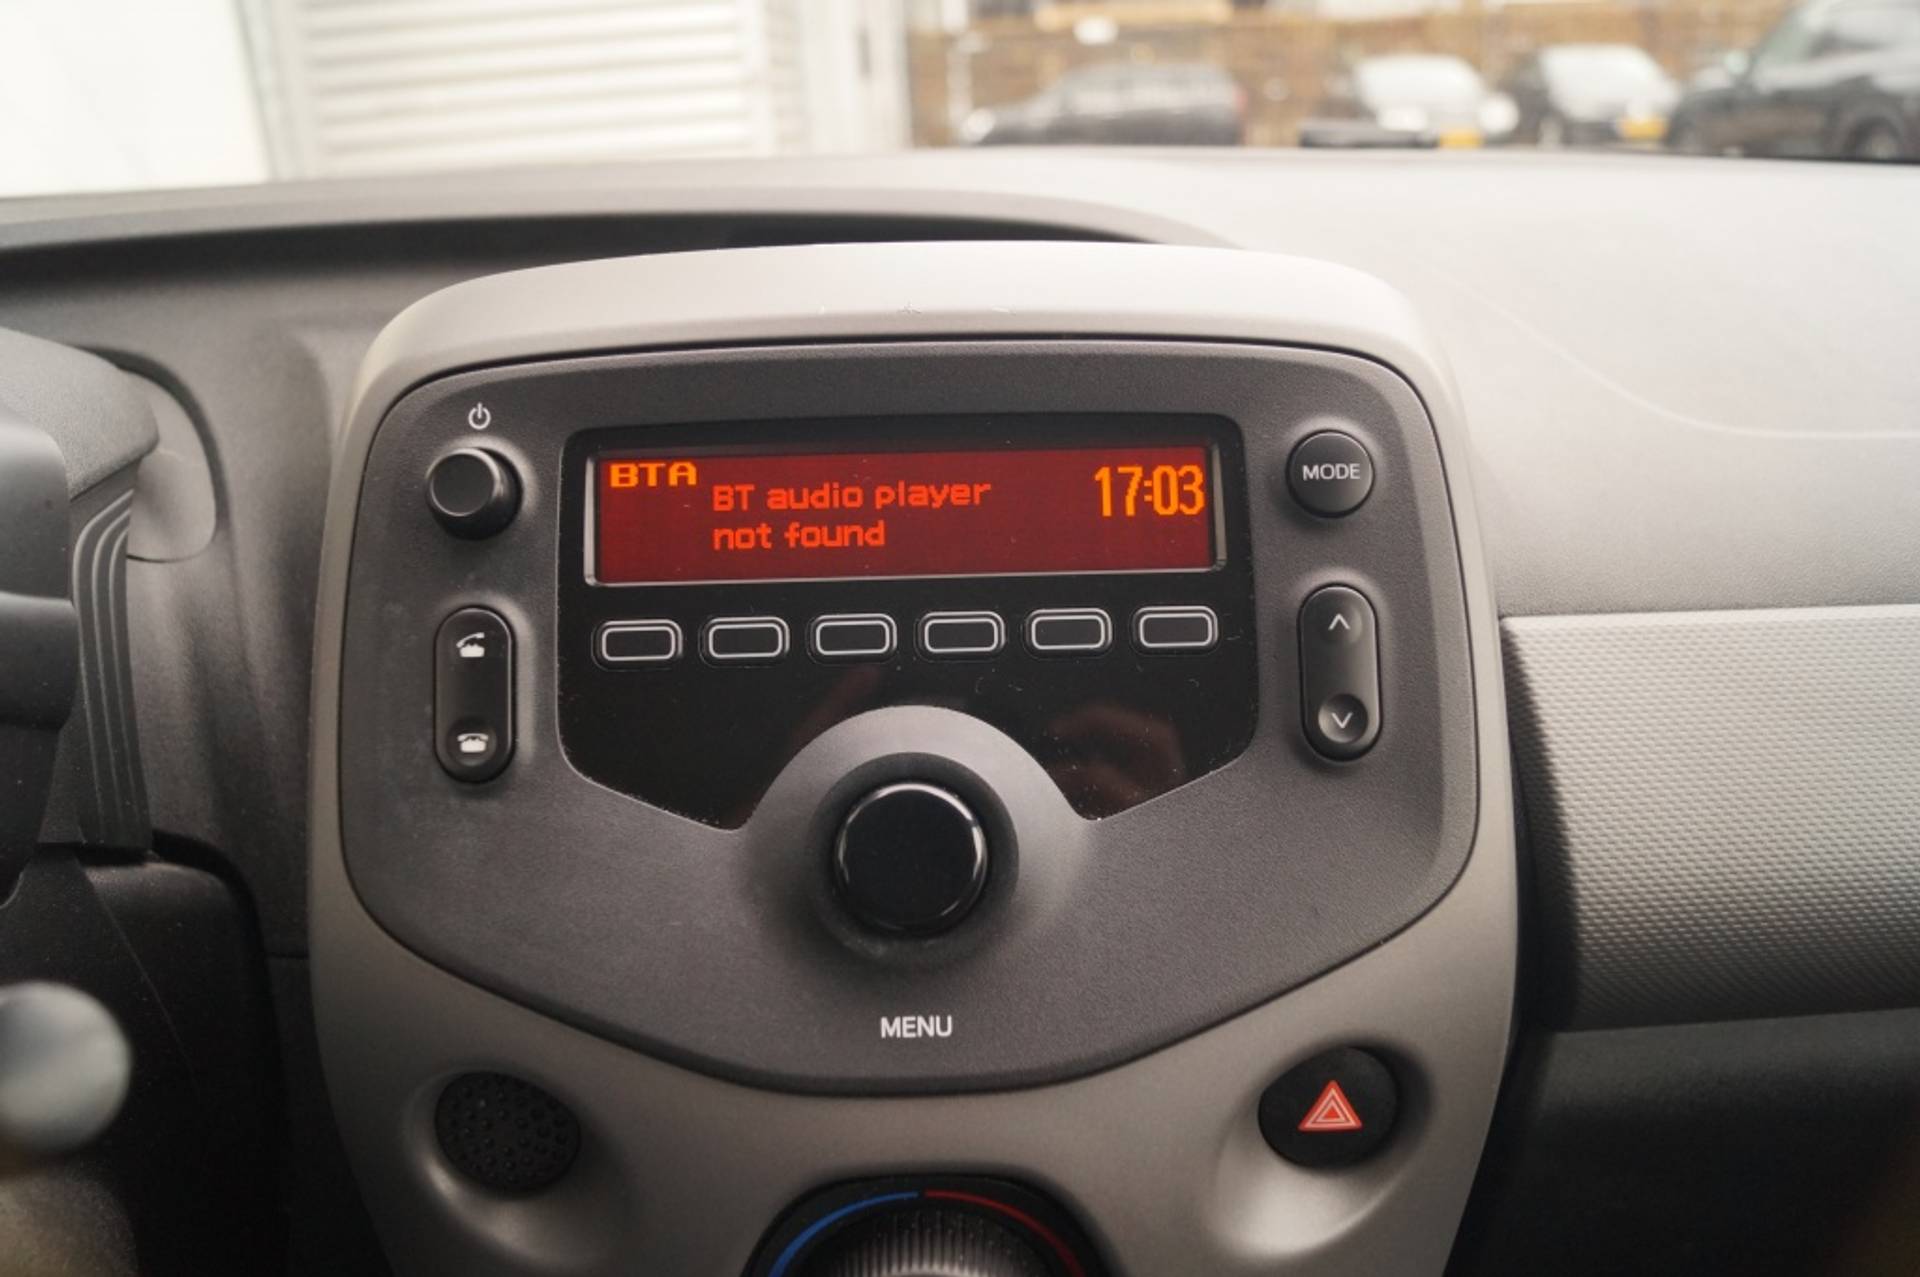 BTA
BT audio player
not found
17:03
MODE
MENU